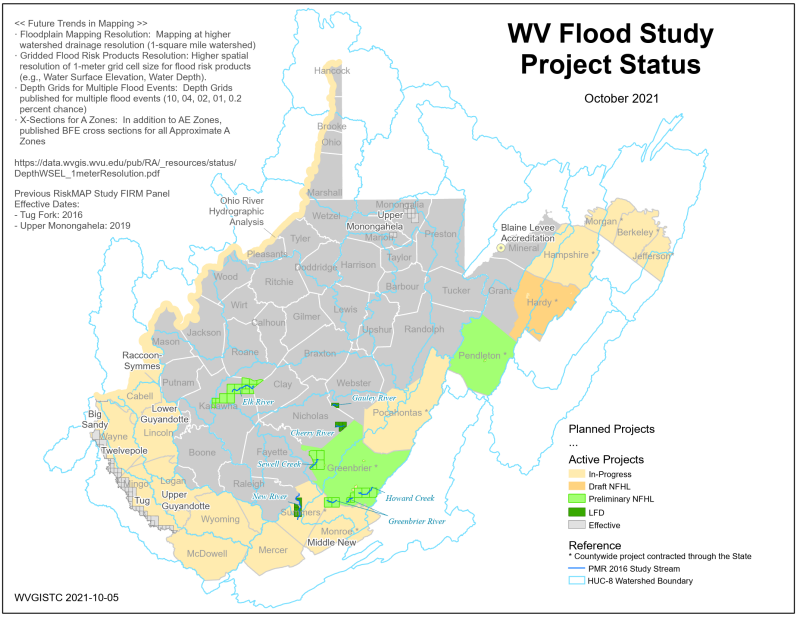 << Future Trends in Mapping >>
· Floodplain Mapping Resolution: Mapping at higher
watershed drainage resolution (1-square mile watershed)
· Gridded Flood Risk Products Resolution: Higher spatial
resolution of 1-meter grid cell size for flood risk products
(e.g., Water Surface Elevation, Water Depth).
· Depth Grids for Multiple Flood Events: Depth Grids
published for multiple flood events (10, 04, 02, 01, 0.2
percent chance)
· X-Sections for A Zones: In addition to AE Zones,
published BFE cross sections for all Approximate A
Zones
https://data.wvgis.wvu.edu/pub/RA/_resources/status/
DepthWSEL_1meterResolution.pdf
Previous RiskMAP Study FIRM Panel
Effective Dates:
- Tug Fork: 2016
- Upper Monongahela: 2019
WV Flood Study
Project Status
October 2021
Hancock
Brooke
Ohio
Marshall
Ohio River
Hydrographic
Analysis
Wetzel
Monongalia
Upper
Monongahela
Marion
Preston
Blaine Levee
Accreditation
Mineral
Morgan *
Berkeley *
Jefferson *
Hampshire *
Tyler
Pleasants
Doddridge
Harrison
Taylor
Wood
Ritchie
Barbour
Tucker
Grant
Hardy *
Wirt
Calhoun
Gilmer
Lewis
Upshur
Randolph
Jackson
Mason
Roane
Braxton
Pendleton *
Raccoon-
Symmes
Putnam
Clay
Webster
Cabell
Kanawha
Elk River
Gauley River
Nicholas
Pocahontas *
Big
Sandy
Lower
Guyandotte
Wayne
Lincoln
Cherry River
Twelvepole
Boone
Fayette
Sewell Creek
Greenbrier *
Mingo
Logan
Raleigh
Tug
Upper
Guyandotte
New River
Howard Creek
Summers *
Greenbrier River
Wyoming
Monroe *
Middle New
McDowell
Mercer
Planned Projects
...
Active Projects
In-Progress
Draft NFHL
Preliminary NFHL
LFD
Effective
Reference
* Countywide project contracted through the State
PMR 2016 Study Stream
HUC-8 Watershed Boundary
WVGISTC 2021-10-05